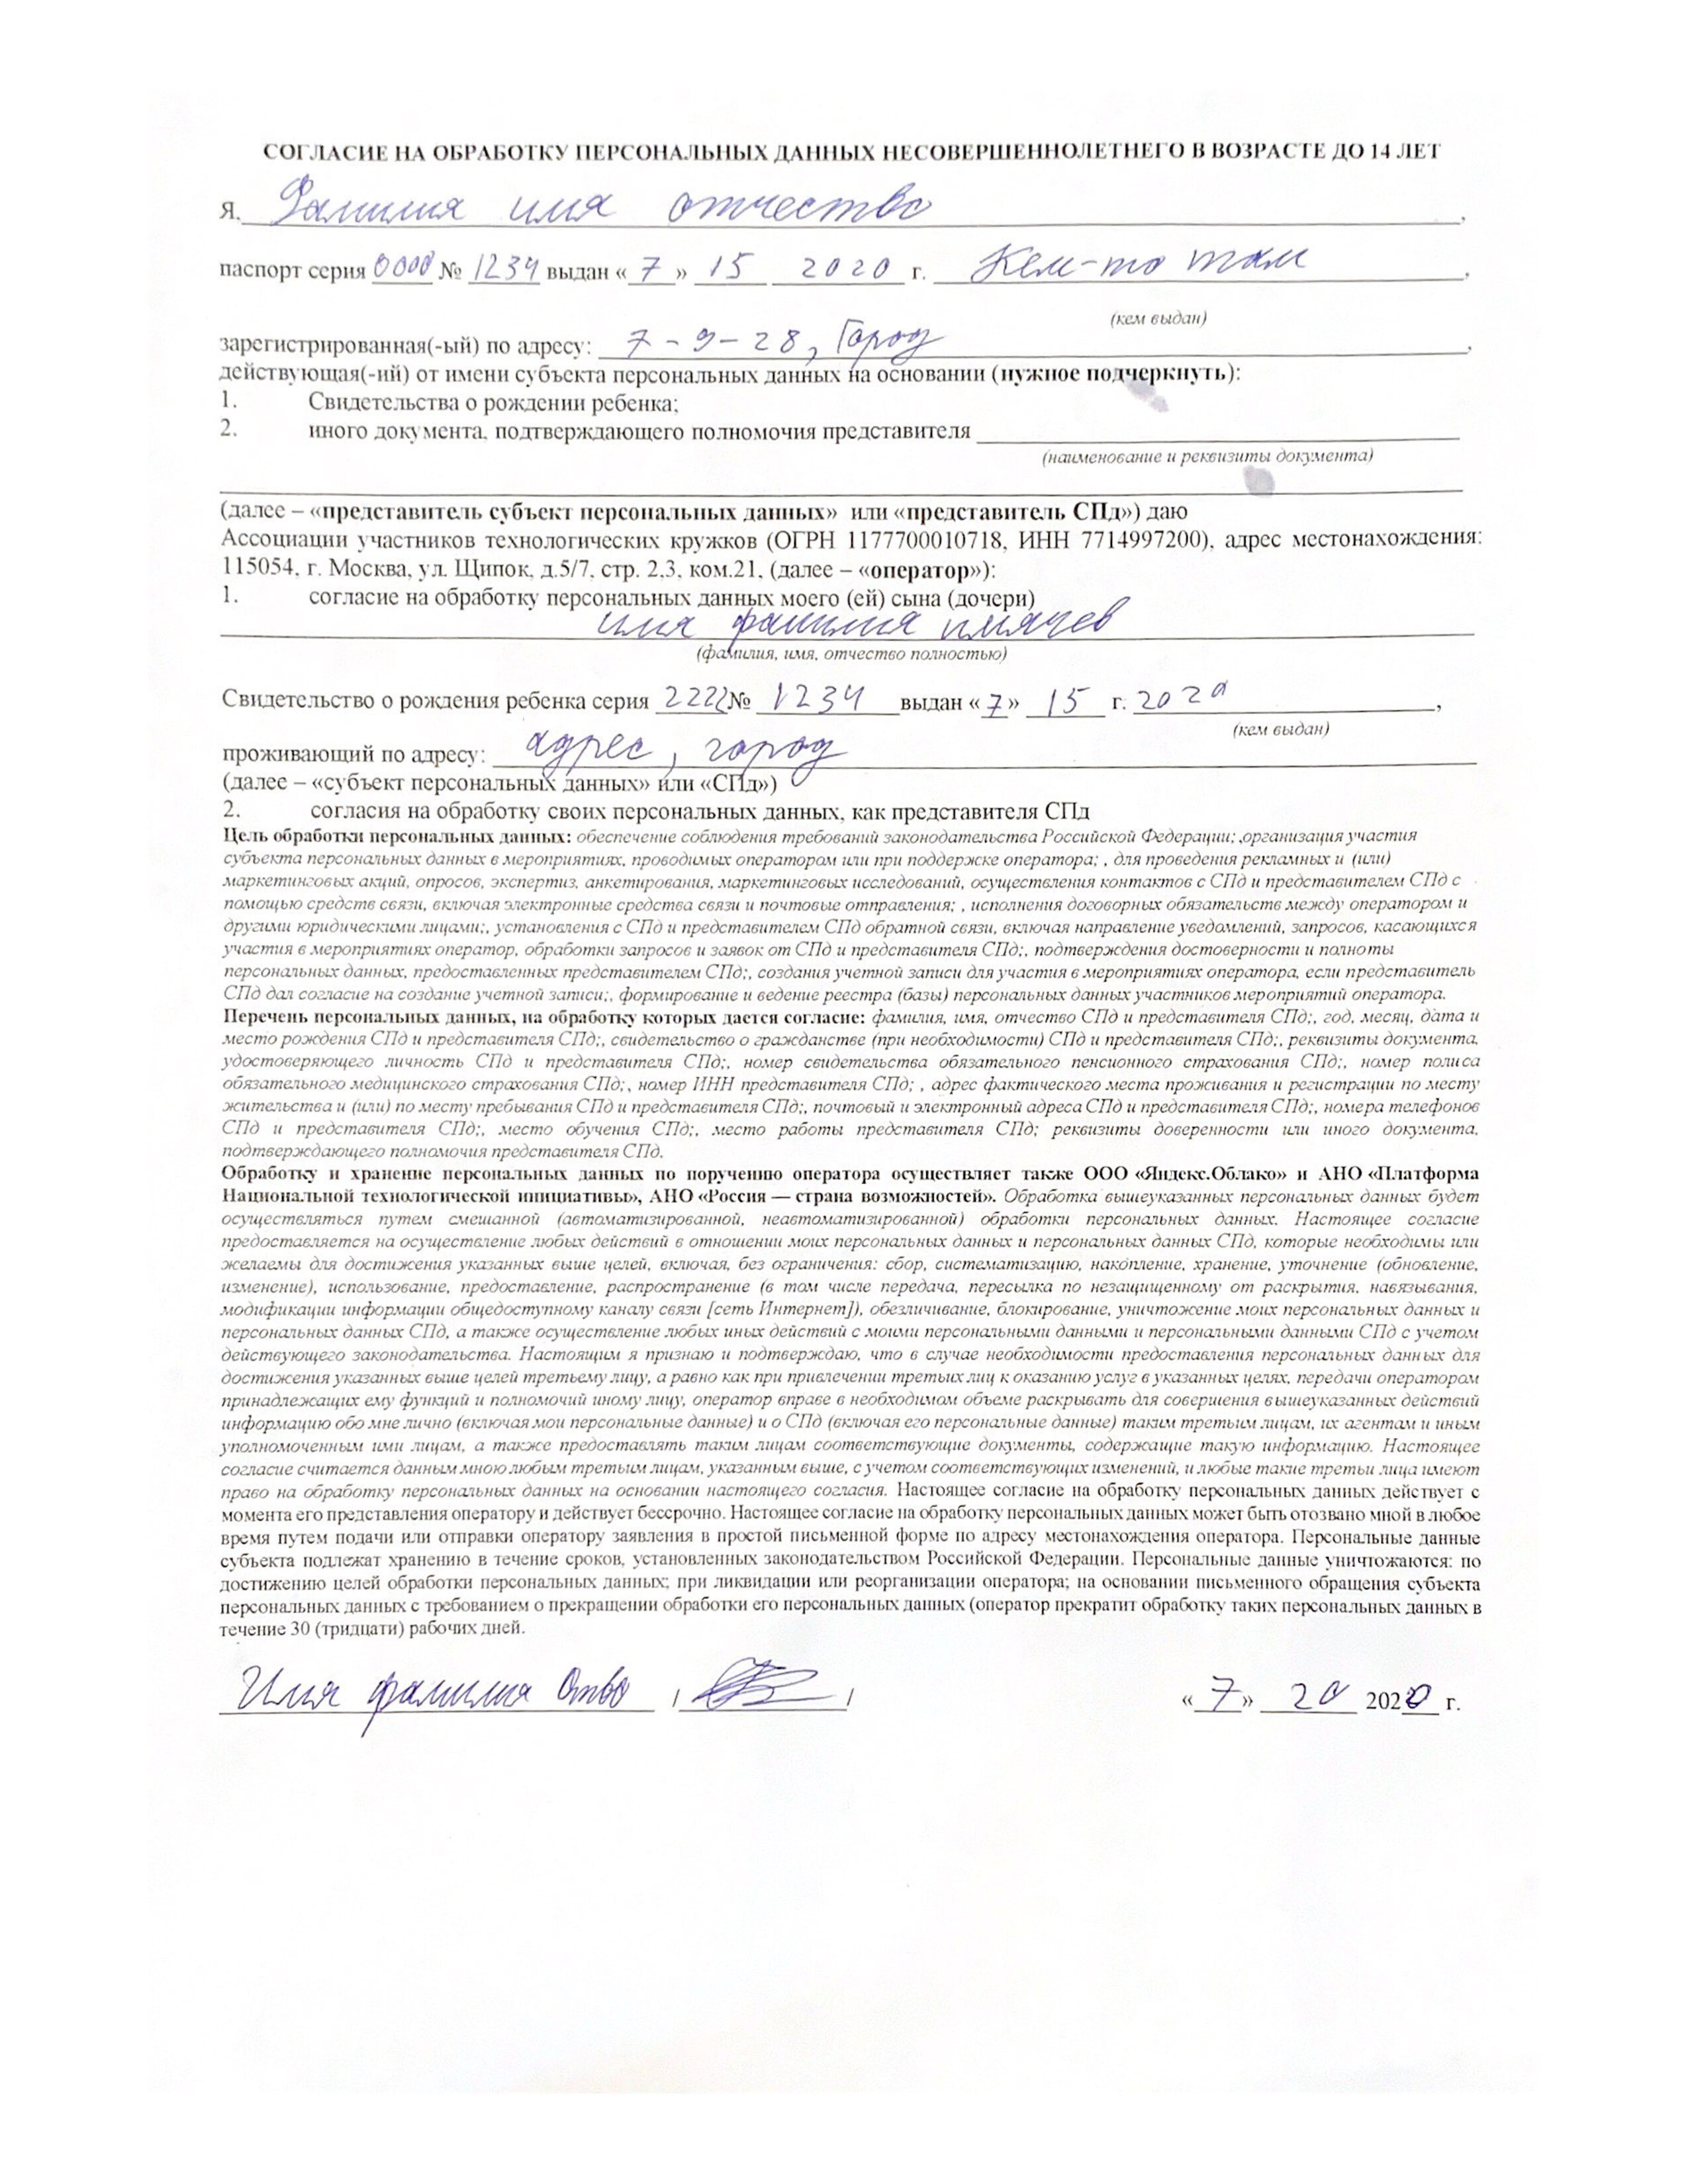 СОГЛАСИЕ НА ОБРАБОТКУ ПЕРСОНАЛЬНЫХ ДАННЫХ НЕСОВЕРШЕННОЛЕТНЕГО В ВОЗРАСТЕ ДО 14 ЛЕТ
Я, Фамилия имя отчество,
паспорт серия 0000 № 1234 выдан «7» 15 2020 г. Кем-то там,
(кем выдан)
зарегистрированная(-ый) по адресу: 7-9-28, Город,
действующая(-ий) от имени субъекта персональных данных на основании (нужное подчеркнуть):
1. Свидетельства о рождении ребенка;
2. иного документа, подтверждающего полномочия представителя
(наименование и реквизиты документа)
(далее – «представитель субъект персональных данных» или «представитель СПд») даю
Ассоциации участников технологических кружков (ОГРН 1177700010718, ИНН 7714997200), адрес местонахождения:
115054, г. Москва, ул. Щипок, д.5/7, стр. 2,3, ком.21, (далее – «оператор»):
1. согласие на обработку персональных данных моего (ей) сына (дочери)
имя фамилия имячев
(фамилия, имя, отчество полностью)
Свидетельство о рождения ребенка серия 2222 № 1234 выдан «7» 15 г. 2020,
(кем выдан)
проживающий по адресу: адрес, город
(далее – «субъект персональных данных» или «СПд»)
2. согласия на обработку своих персональных данных, как представителя СПд
Цель обработки персональных данных: обеспечение соблюдения требований законодательства Российской Федерации; ,организация участия
субъекта персональных данных в мероприятиях, проводимых оператором или при поддержке оператора; , для проведения рекламных и (или)
маркетинговых акций, опросов, экспертиз, анкетирования, маркетинговых исследований, осуществления контактов с СПд и представителем СПд с
помощью средств связи, включая электронные средства связи и почтовые отправления; , исполнения договорных обязательств между оператором и
другими юридическими лицами;, установления с СПд и представителем СПд обратной связи, включая направление уведомлений, запросов, касающихся
участия в мероприятиях оператор, обработки запросов и заявок от СПд и представителя СПд;, подтверждения достоверности и полноты
персональных данных, предоставленных представителем СПд;, создания учетной записи для участия в мероприятиях оператора, если представитель
СПд дал согласие на создание учетной записи;, формирование и ведение реестра (базы) персональных данных участников мероприятий оператора.
Перечень персональных данных, на обработку которых дается согласие: фамилия, имя, отчество СПд и представителя СПд;, год, месяц, дата и
место рождения СПд и представителя СПд;, свидетельство о гражданстве (при необходимости) СПд и представителя СПд;, реквизиты документа,
удостоверяющего личность СПд и представителя СПд;, номер свидетельства обязательного пенсионного страхования СПд;, номер полиса
обязательного медицинского страхования СПд;, номер ИНН представителя СПд; , адрес фактического места проживания и регистрации по месту
жительства и (или) по месту пребывания СПд и представителя СПд;, почтовый и электронный адреса СПд и представителя СПд;, номера телефонов
СПд и представителя СПд;, место обучения СПд;, место работы представителя СПд; реквизиты доверенности или иного документа,
подтверждающего полномочия представителя СПд.
Обработку и хранение персональных данных по поручению оператора осуществляет также ООО «Яндекс.Облако» и АНО «Платформа
Национальной технологической инициативы», АНО «Россия — страна возможностей». Обработка вышеуказанных персональных данных будет
осуществляться путем смешанной (автоматизированной, неавтоматизированной) обработки персональных данных. Настоящее согласие
предоставляется на осуществление любых действий в отношении моих персональных данных и персональных данных СПд, которые необходимы или
желаемы для достижения указанных выше целей, включая, без ограничения: сбор, систематизацию, накопление, хранение, уточнение (обновление,
изменение), использование, предоставление, распространение (в том числе передача, пересылка по незащищенному от раскрытия, навязывания,
модификации информации общедоступному каналу связи [сеть Интернет]), обезличивание, блокирование, уничтожение моих персональных данных и
персональных данных СПд, а также осуществление любых иных действий с моими персональными данными и персональными данными СПд с учетом
действующего законодательства. Настоящим я признаю и подтверждаю, что в случае необходимости предоставления персональных данных для
достижения указанных выше целей третьему лицу, а равно как при привлечении третьих лиц к оказанию услуг в указанных целях, передачи оператором
принадлежащих ему функций и полномочий иному лицу, оператор вправе в необходимом объеме раскрывать для совершения вышеуказанных действий
информацию обо мне лично (включая мои персональные данные) и о СПд (включая его персональные данные) таким третьим лицам, их агентам и иным
уполномоченным ими лицам, а также предоставлять таким лицам соответствующие документы, содержащие такую информацию. Настоящее
согласие считается данным мною любым третьим лицам, указанным выше, с учетом соответствующих изменений, и любые такие третьи лица имеют
право на обработку персональных данных на основании настоящего согласия. Настоящее согласие на обработку персональных данных действует с
момента его представления оператору и действует бессрочно. Настоящее согласие на обработку персональных данных может быть отозвано мной в любое
время путем подачи или отправки оператору заявления в простой письменной форме по адресу местонахождения оператора. Персональные данные
субъекта подлежат хранению в течение сроков, установленных законодательством Российской Федерации. Персональные данные уничтожаются: по
достижению целей обработки персональных данных; при ликвидации или реорганизации оператора; на основании письменного обращения субъекта
персональных данных с требованием о прекращении обработки его персональных данных (оператор прекратит обработку таких персональных данных в
течение 30 (тридцати) рабочих дней.
Имя фамилия Отво / / «7» 20 2020 г.